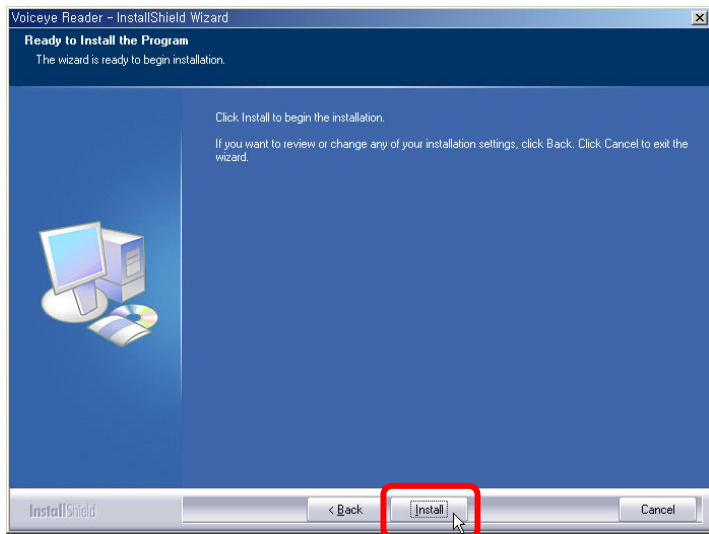 Voiceye Reader - InstallShield Wizard
Ready to Install the Program
The wizard is ready to begin installation.
Click Install to begin the installation.
If you want to review or change any of your installation settings, click Back. Click Cancel to exit the
wizard.
InstallShield
< Back
Install
Cancel